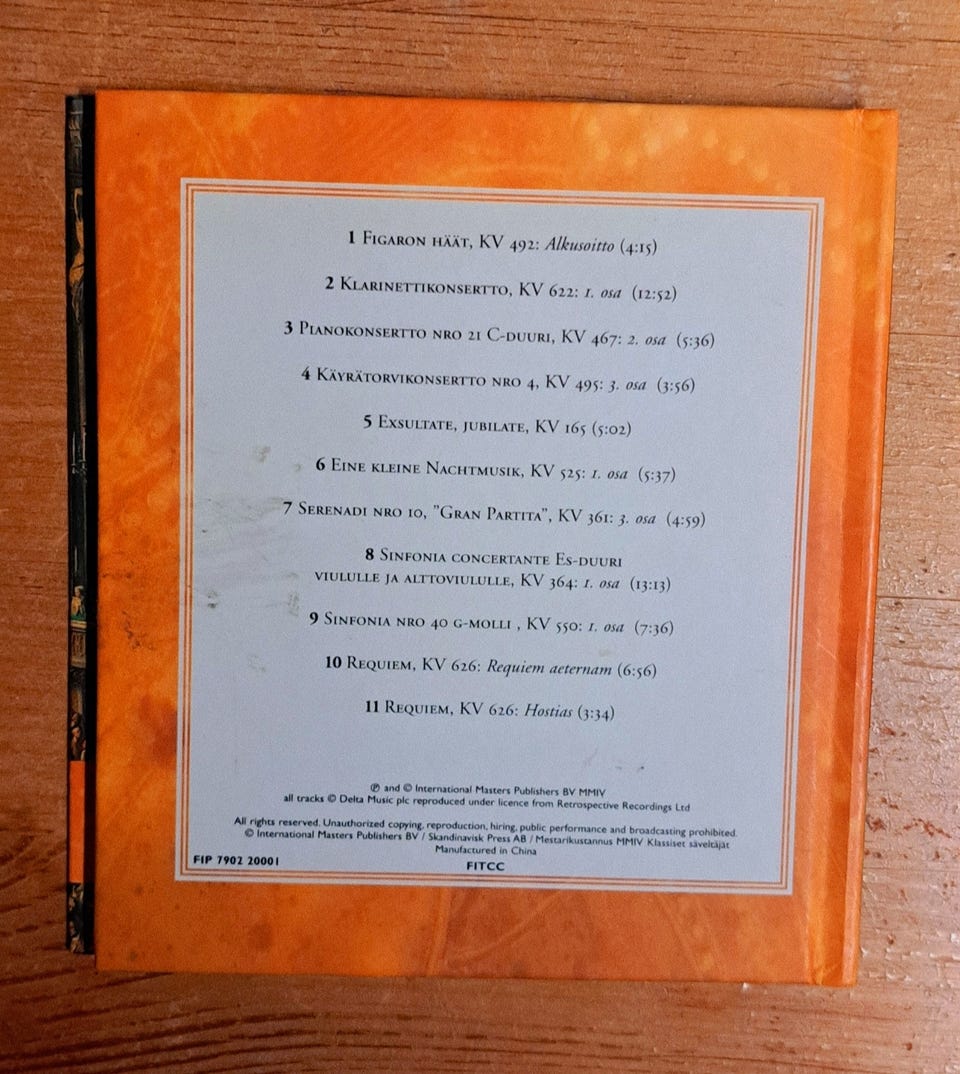 1 Figaron häät, KV 492: Alkusoitto (4:15)
2 Klarinettikonsertto, KV 622: 1. osa (12:52)
3 Pianokonsertto nro 21 C-duuri, KV 467: 2. osa (5:36)
4 Käyrätorvikonsertto nro 4, KV 495: 3. osa (3:56)
5 Exsultate, jubilate, KV 165 (5:02)
6 Eine kleine Nachtmusik, KV 525: 1. osa (5:37)
7 Serenadi nro 10, "Gran Partita", KV 361: 3. osa (4:59)
8 Sinfonia concertante Es-duuri
viululle ja alttoviululle, KV 364: 1. osa (13:13)
9 Sinfonia nro 40 g-molli , KV 550: 1. osa (7:36)
10 Requiem, KV 626: Requiem aeternam (6:56)
11 Requiem, KV 626: Hostias (3:34)
℗ and © International Masters Publishers BV MMIV
all tracks © Delta Music plc reproduced under licence from Retrospective Recordings Ltd
All rights reserved. Unauthorized copying, reproduction, hiring, public performance and broadcasting prohibited.
© International Masters Publishers BV / Skandinavisk Press AB / Mestarikustannus MMIV Klassiset säveltäjät
Manufactured in China
FIP 7902 20001
FITCC